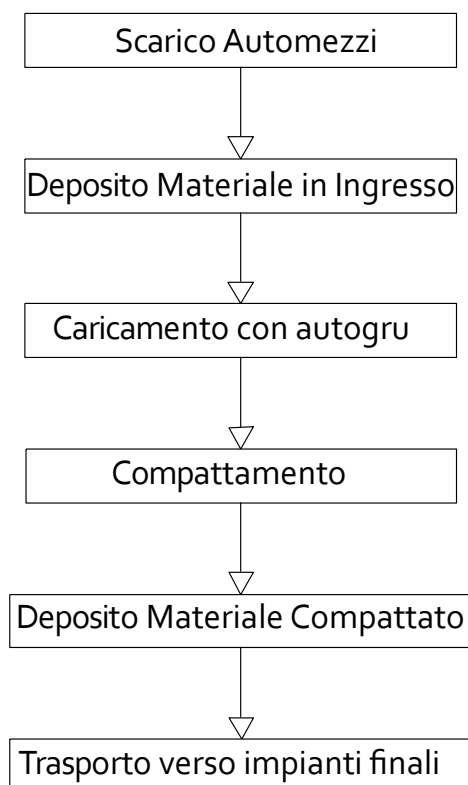 Scarico Automezzi
Deposito Materiale in Ingresso
Caricamento con autogru
Compattamento
Deposito Materiale Compattato
Trasporto verso impianti finali